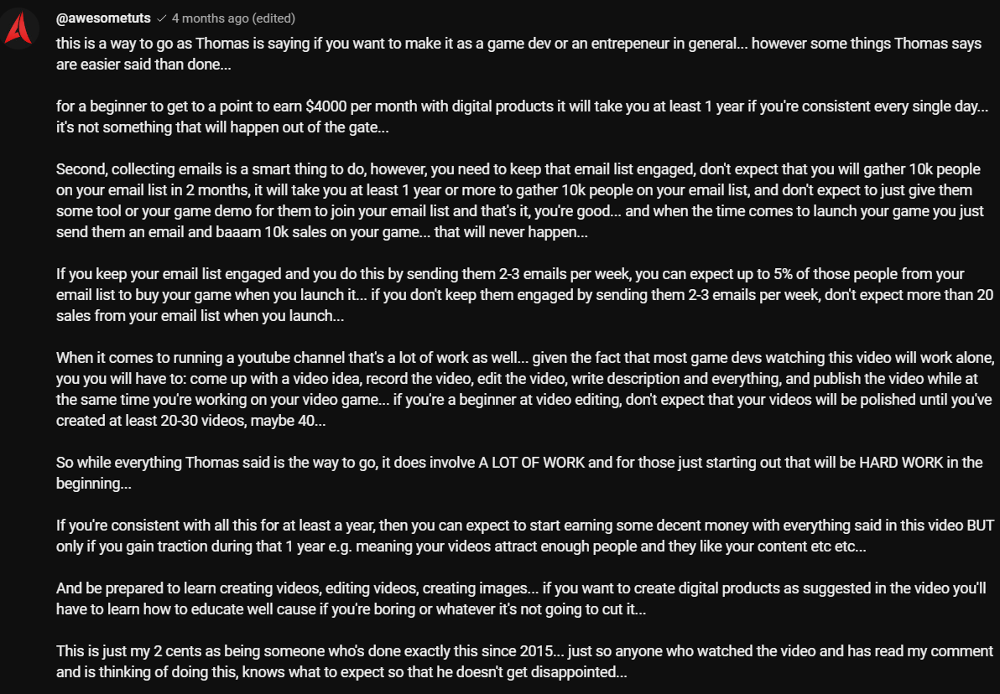 @awesometuts ✓ 4 months ago (edited)
this is a way to go as Thomas is saying if you want to make it as a game dev or an entrepeneur in general... however some things Thomas says
are easier said than done...
for a beginner to get to a point to earn $4000 per month with digital products it will take you at least 1 year if you're consistent every single day...
it's not something that will happen out of the gate...
Second, collecting emails is a smart thing to do, however, you need to keep that email list engaged, don't expect that you will gather 10k people
on your email list in 2 months, it will take you at least 1 year or more to gather 10k people on your email list, and don't expect to just give them
some tool or your game demo for them to join your email list and that's it, you're good... and when the time comes to launch your game you just
send them an email and baaam 10k sales on your game... that will never happen...
If you keep your email list engaged and you do this by sending them 2-3 emails per week, you can expect up to 5% of those people from your
email list to buy your game when you launch it... if you don't keep them engaged by sending them 2-3 emails per week, don't expect more than 20
sales from your email list when you launch...
When it comes to running a youtube channel that's a lot of work as well... given the fact that most game devs watching this video will work alone,
you you will have to: come up with a video idea, record the video, edit the video, write description and everything, and publish the video while at
the same time you're working on your video game... if you're a beginner at video editing, don't expect that your videos will be polished until you've
created at least 20-30 videos, maybe 40...
So while everything Thomas said is the way to go, it does involve A LOT OF WORK and for those just starting out that will be HARD WORK in the
beginning...
If you're consistent with all this for at least a year, then you can expect to start earning some decent money with everything said in this video BUT
only if you gain traction during that 1 year e.g. meaning your videos attract enough people and they like your content etc etc...
And be prepared to learn creating videos, editing videos, creating images... if you want to create digital products as suggested in the video you'll
have to learn how to educate well cause if you're boring or whatever it's not going to cut it...
This is just my 2 cents as being someone who's done exactly this since 2015... just so anyone who watched the video and has read my comment
and is thinking of doing this, knows what to expect so that he doesn't get disappointed...